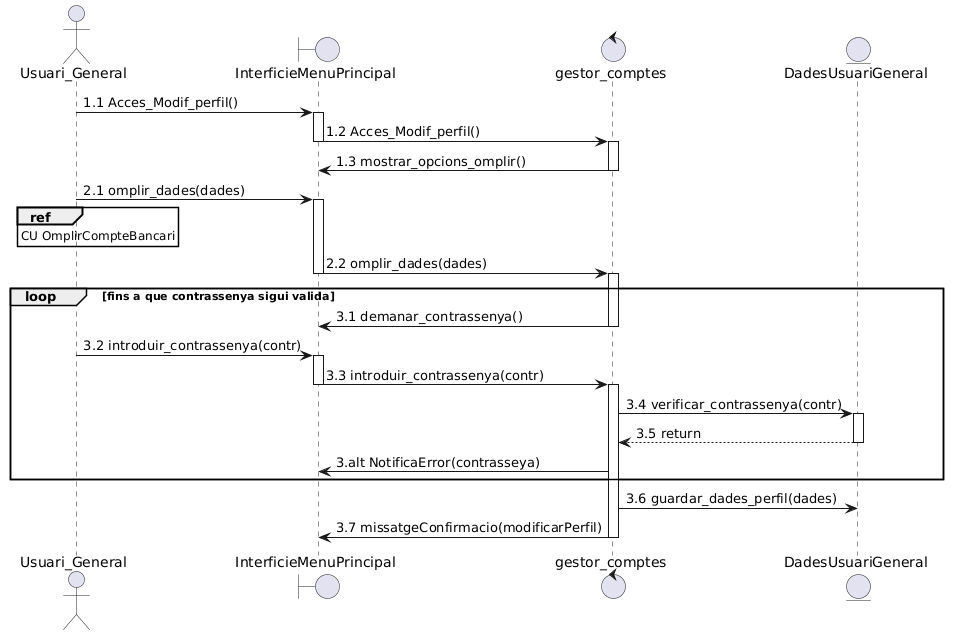 Usuari_General InterficieMenuPrincipal gestor_comptes DadesUsuariGeneral
1.1 Acces_Modif_perfil()
1.2 Acces_Modif_perfil()
1.3 mostrar_opcions_omplir()
2.1 omplir_dades(dades)
ref
CU OmplirCompteBancari
2.2 omplir_dades(dades)
loop [fins a que contrassenya sigui valida]
3.1 demanar_contrassenya()
3.2 introduir_contrassenya(contr)
3.3 introduir_contrassenya(contr)
3.4 verificar_contrassenya(contr)
3.5 return
3.alt NotificaError(contrasseya)
3.6 guardar_dades_perfil(dades)
3.7 missatgeConfirmacio(modificarPerfil)
Usuari_General InterficieMenuPrincipal gestor_comptes DadesUsuariGeneral